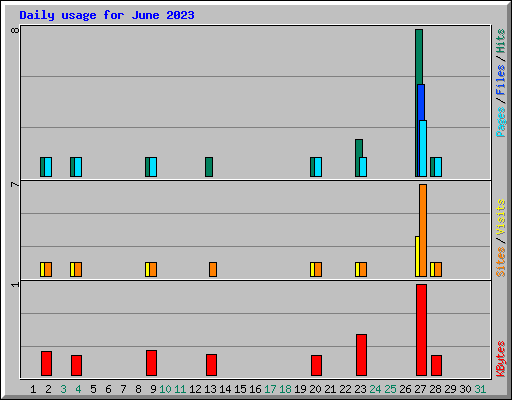 Daily usage for June 2023
8
7
1
Pages / Files / Hits
Sites / Visits
KBytes
1 2 3 4 5 6 7 8 9 10 11 12 13 14 15 16 17 18 19 20 21 22 23 24 25 26 27 28 29 30 31